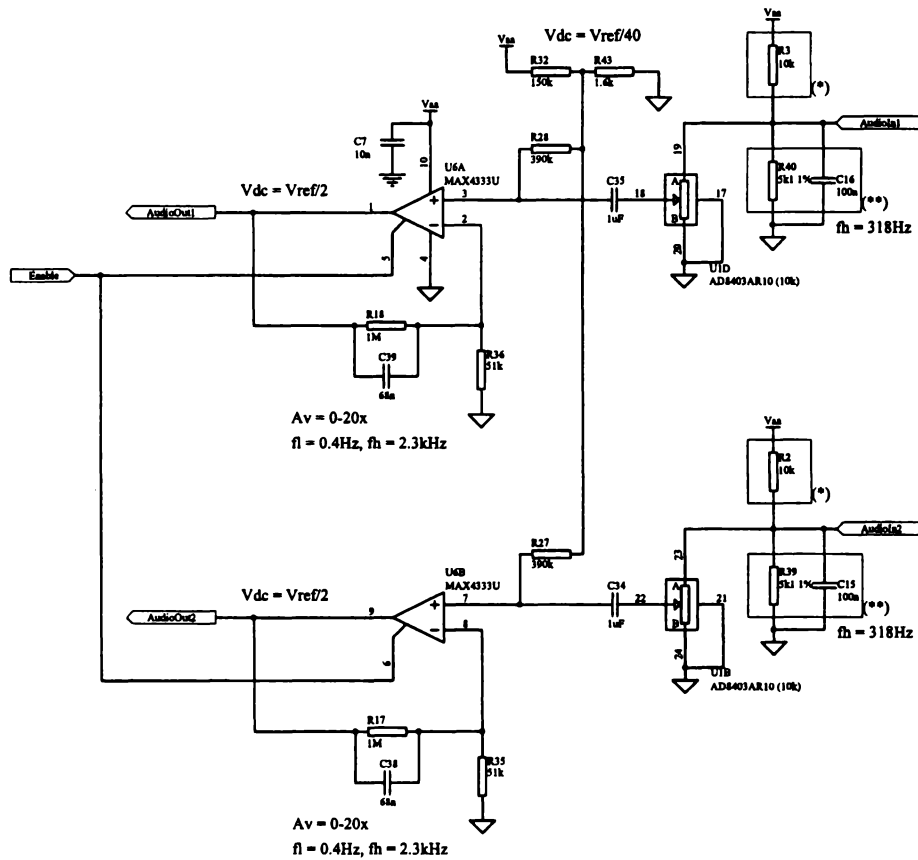 Vaa
Vdc = Vref/40
Vaa
R32
150k
R43
1.6k
R3
10k
(*)
Vaa
C7
10n
10
U6A
MAX4333U
R28
390k
19
AudioIn1
Vdc = Vref/2
AudioOut1
1
+
3
C35
1uF
18
A
B
17
R40
5k1 1%
C16
100n
(**)
fh = 318Hz
−
2
5
4
20
U1D
AD8403AR10 (10k)
Enable
R18
1M
C39
68n
R36
51k
Av = 0-20x
fl = 0.4Hz, fh = 2.3kHz
Vaa
R2
10k
(*)
23
AudioIn2
R27
390k
U6B
MAX4333U
Vdc = Vref/2
AudioOut2
9
+
7
C34
1uF
22
A
B
21
R39
5k1 1%
C15
100n
(**)
fh = 318Hz
−
8
6
24
U1B
AD8403AR10 (10k)
R17
1M
C38
68n
R35
51k
Av = 0-20x
fl = 0.4Hz, fh = 2.3kHz